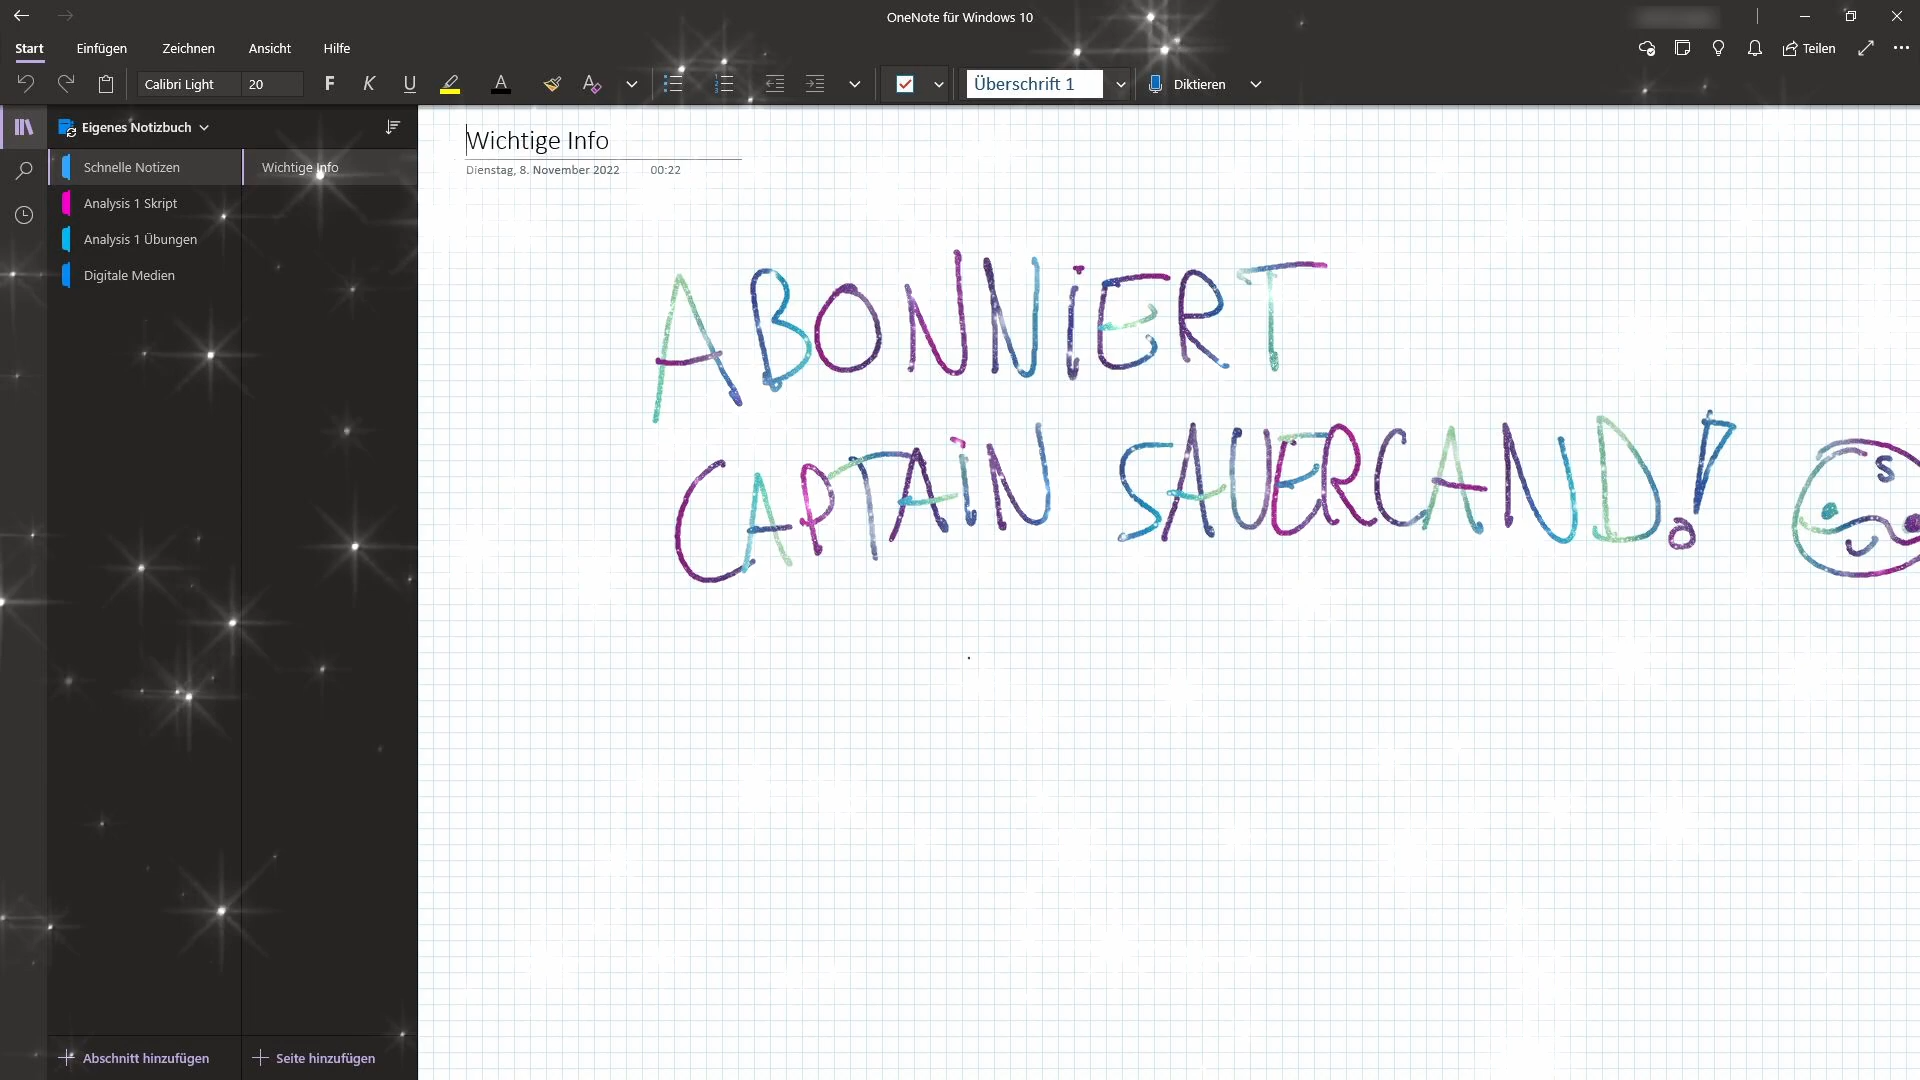 OneNote für Windows 10
Start Einfügen Zeichnen Ansicht Hilfe
Teilen
Calibri Light 20 F K U A A Überschrift 1 Diktieren
Eigenes Notizbuch
Schnelle Notizen
Analysis 1 Skript
Analysis 1 Übungen
Digitale Medien
Wichtige Info
Abschnitt hinzufügen
Seite hinzufügen
Wichtige Info
Dienstag, 8. November 2022 00:22
ABONNiERT
CAPTAiN SAUERCAND!
S